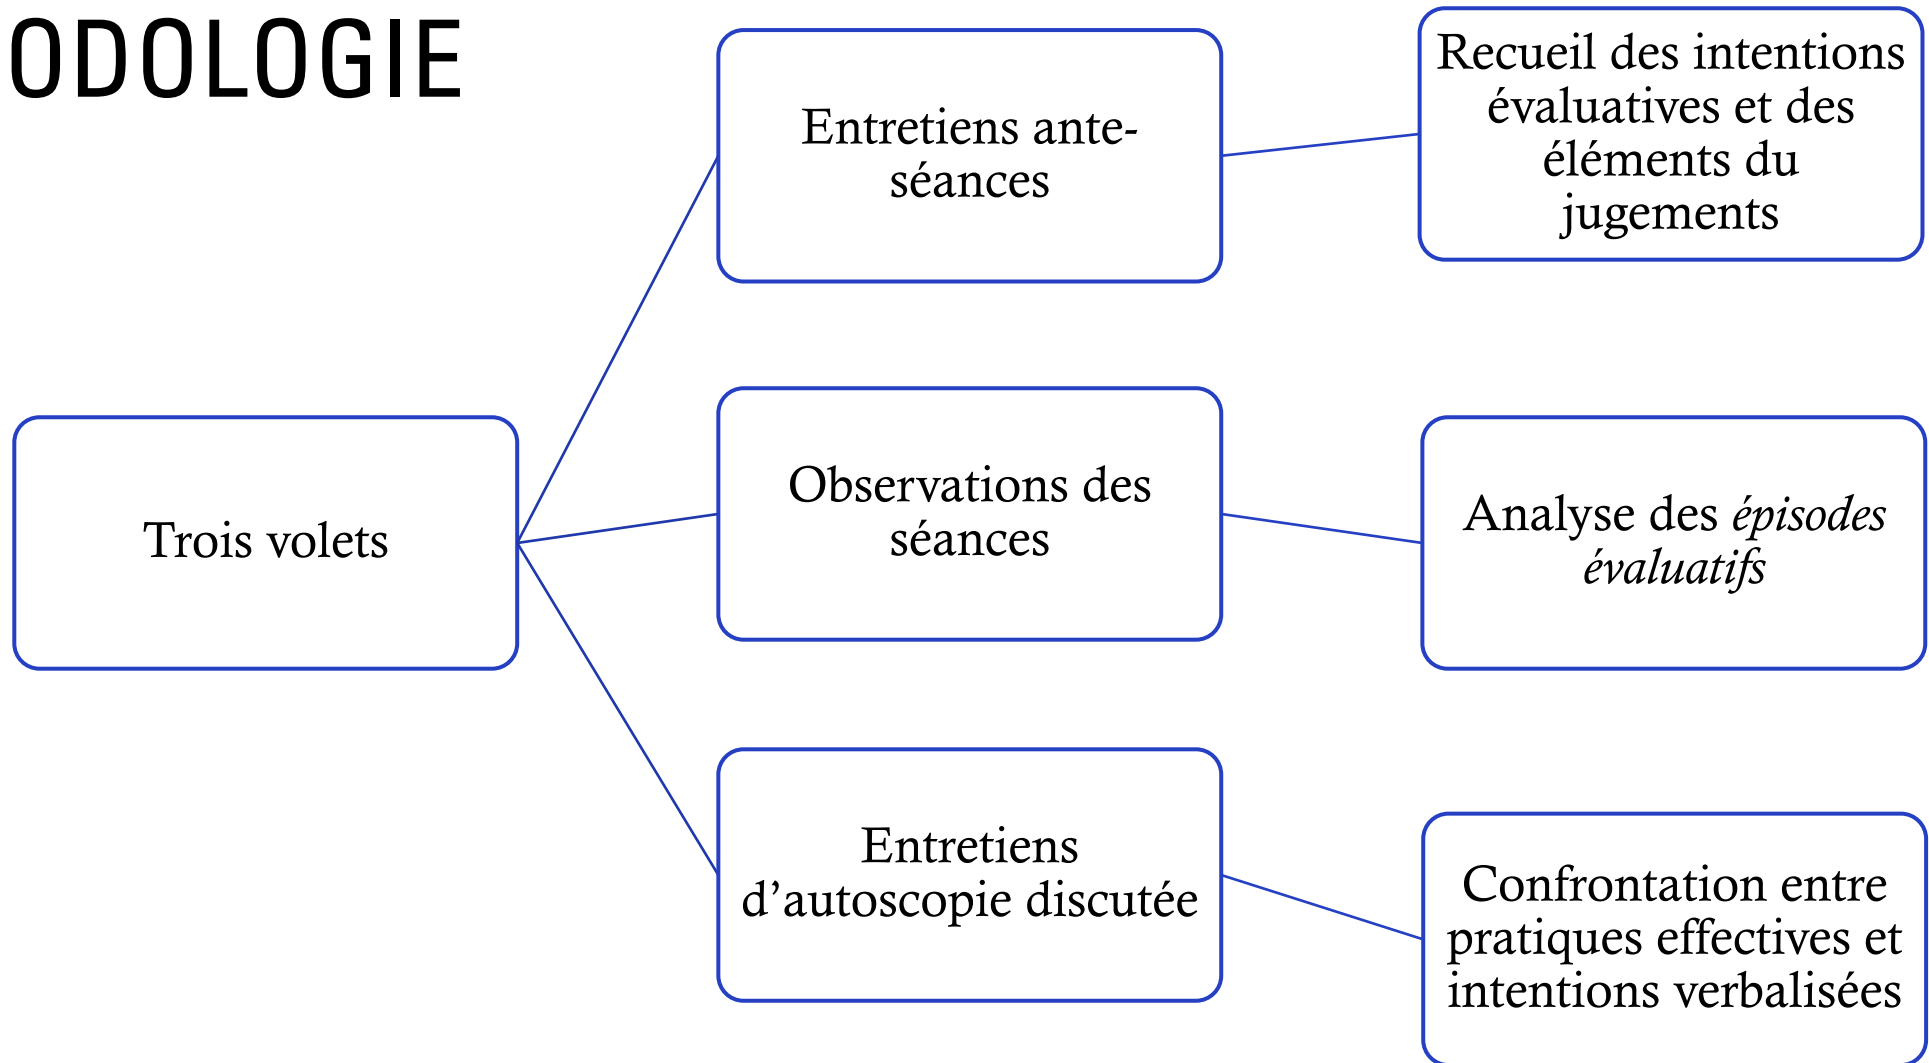 ODOLOGIE
Entretiens ante-
séances
Recueil des intentions
évaluatives et des
éléments du
jugements
Trois volets
Observations des
séances
Analyse des épisodes
évaluatifs
Entretiens
d'autoscopie discutée
Confrontation entre
pratiques effectives et
intentions verbalisées